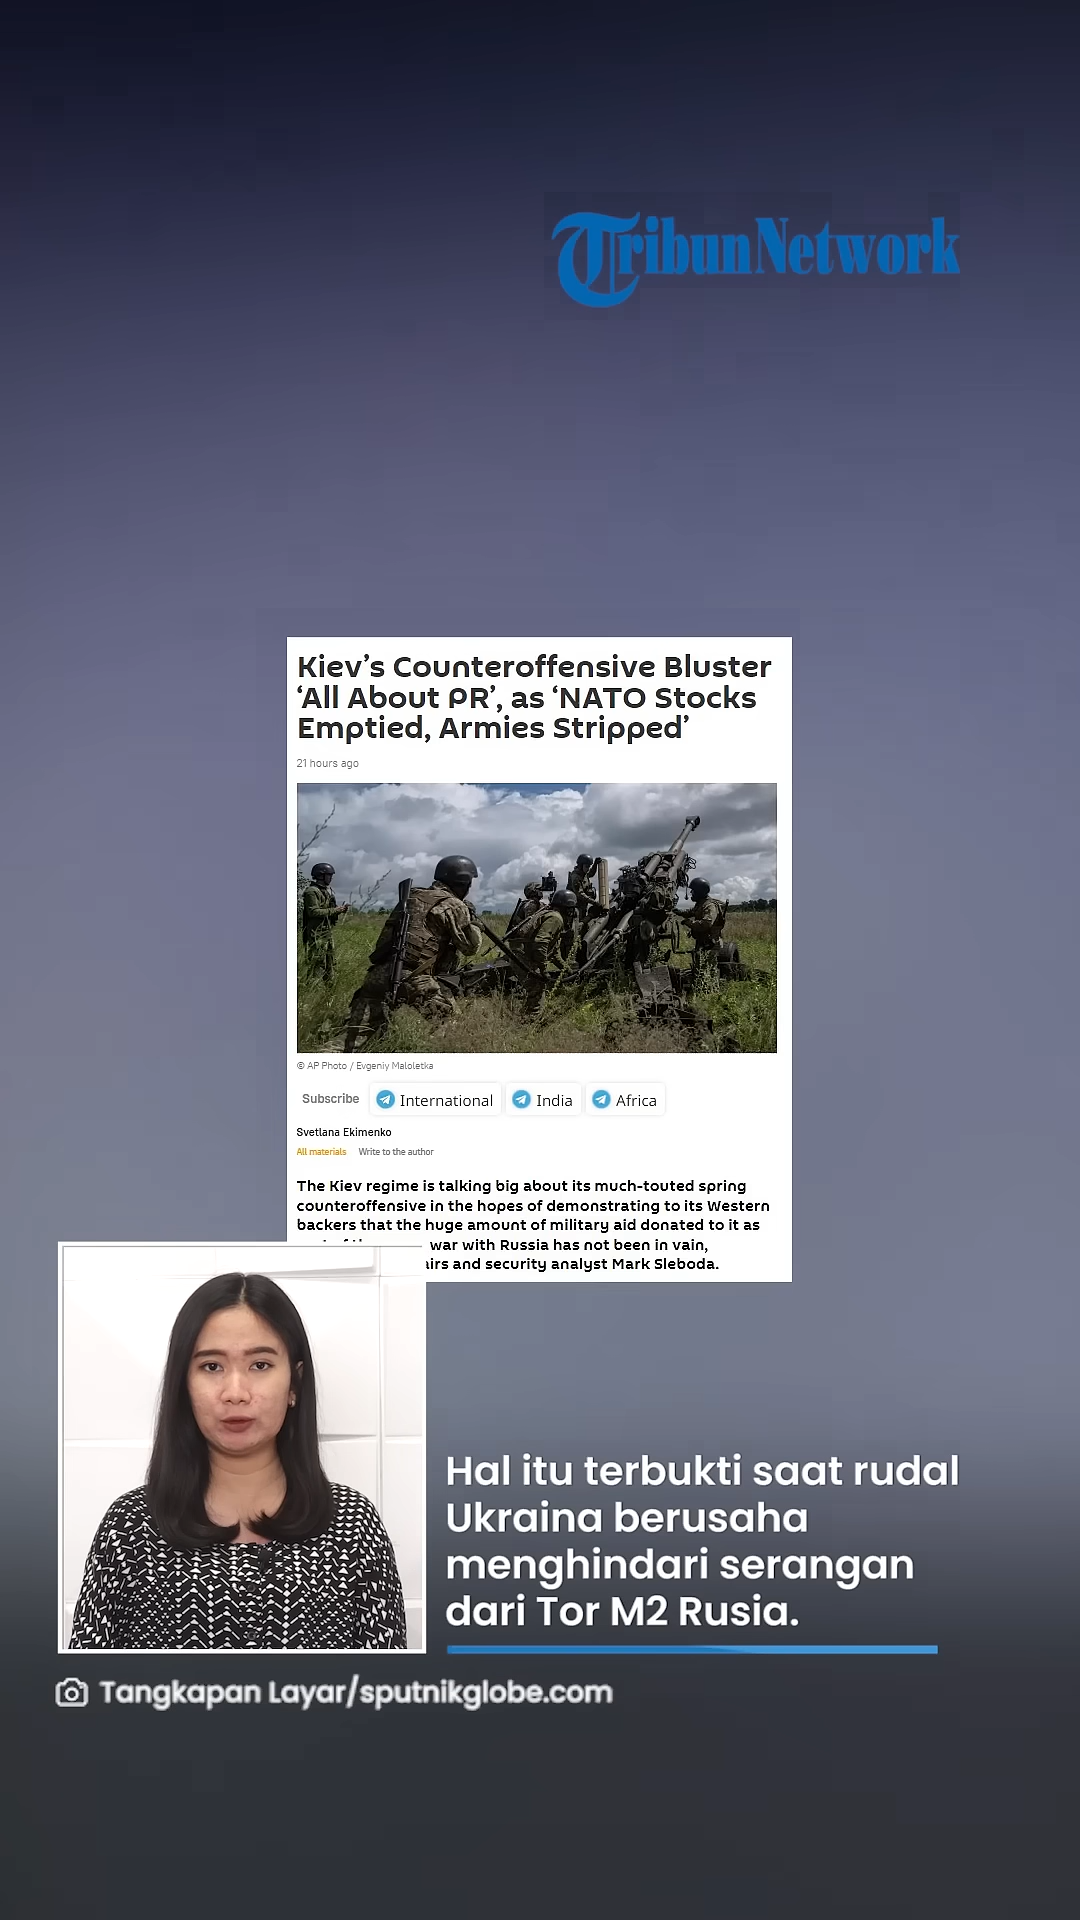 TribunNetwork
Kiev's Counteroffensive Bluster
'All About PR', as 'NATO Stocks
Emptied, Armies Stripped'
21 hours ago
© AP Photo / Evgeniy Maloletka
Subscribe International India Africa
Svetlana Ekimenko
All materials Write to the author
The Kiev regime is talking big about its much-touted spring
counteroffensive in the hopes of demonstrating to its Western
backers that the huge amount of military aid donated to it as
war with Russia has not been in vain,
and security analyst Mark Sleboda.
Hal itu terbukti saat rudal
Ukraina berusaha
menghindari serangan
dari Tor M2 Rusia.
Tangkapan Layar/sputnikglobe.com